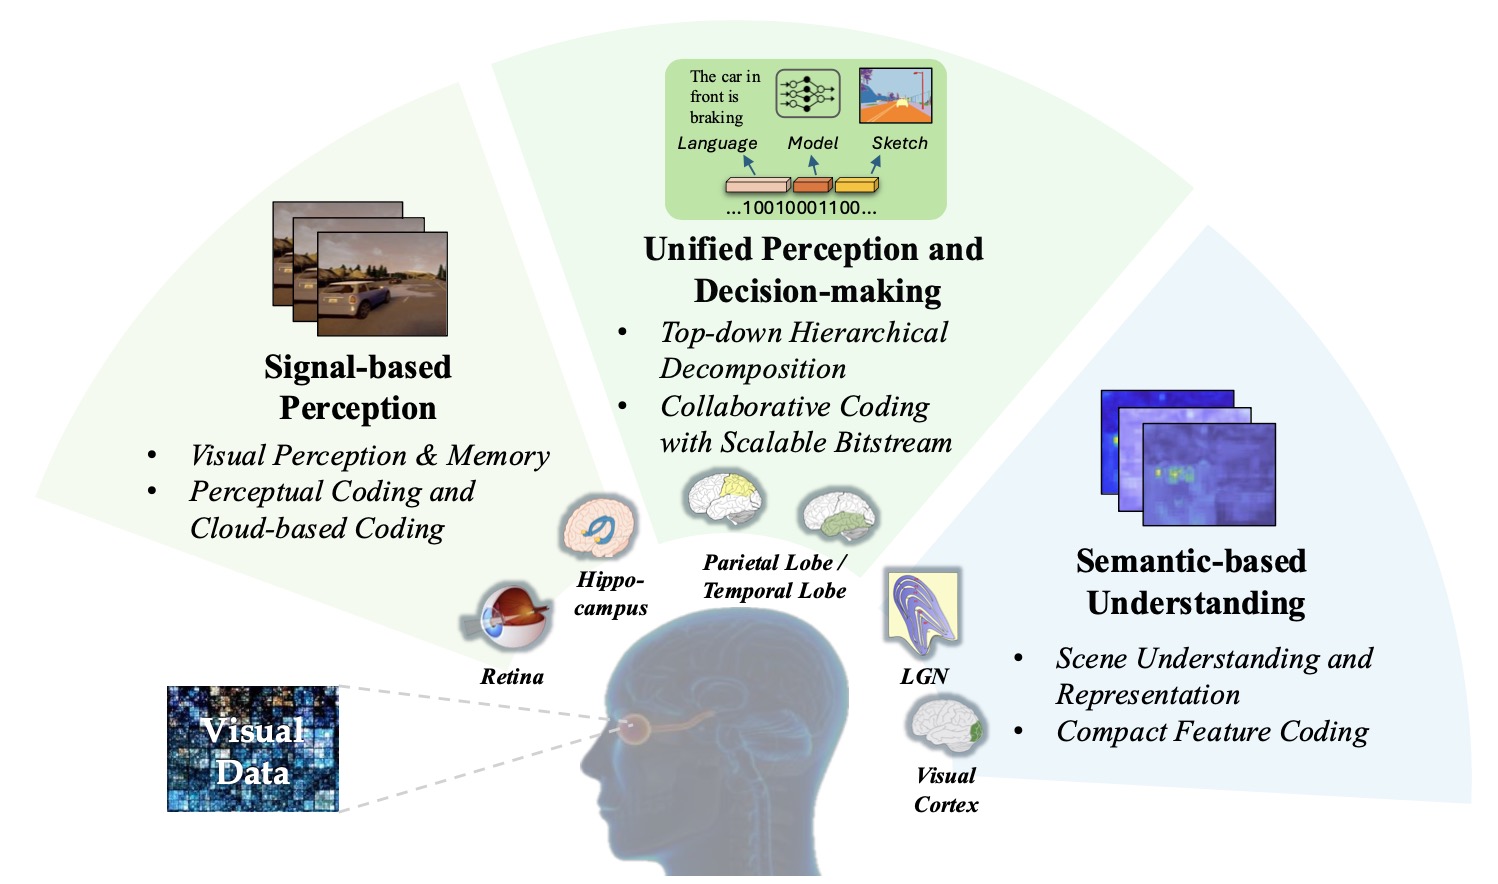 The car in
front is
braking
Language Model Sketch
...10010001100...
Unified Perception and
Decision-making
• Top-down Hierarchical
Decomposition
• Collaborative Coding
with Scalable Bitstream
Signal-based
Perception
• Visual Perception & Memory
• Perceptual Coding and
Cloud-based Coding
Semantic-based
Understanding
• Scene Understanding and
Representation
• Compact Feature Coding
Retina
Hippo-
campus
Parietal Lobe /
Temporal Lobe
LGN
Visual
Cortex
Visual
Data